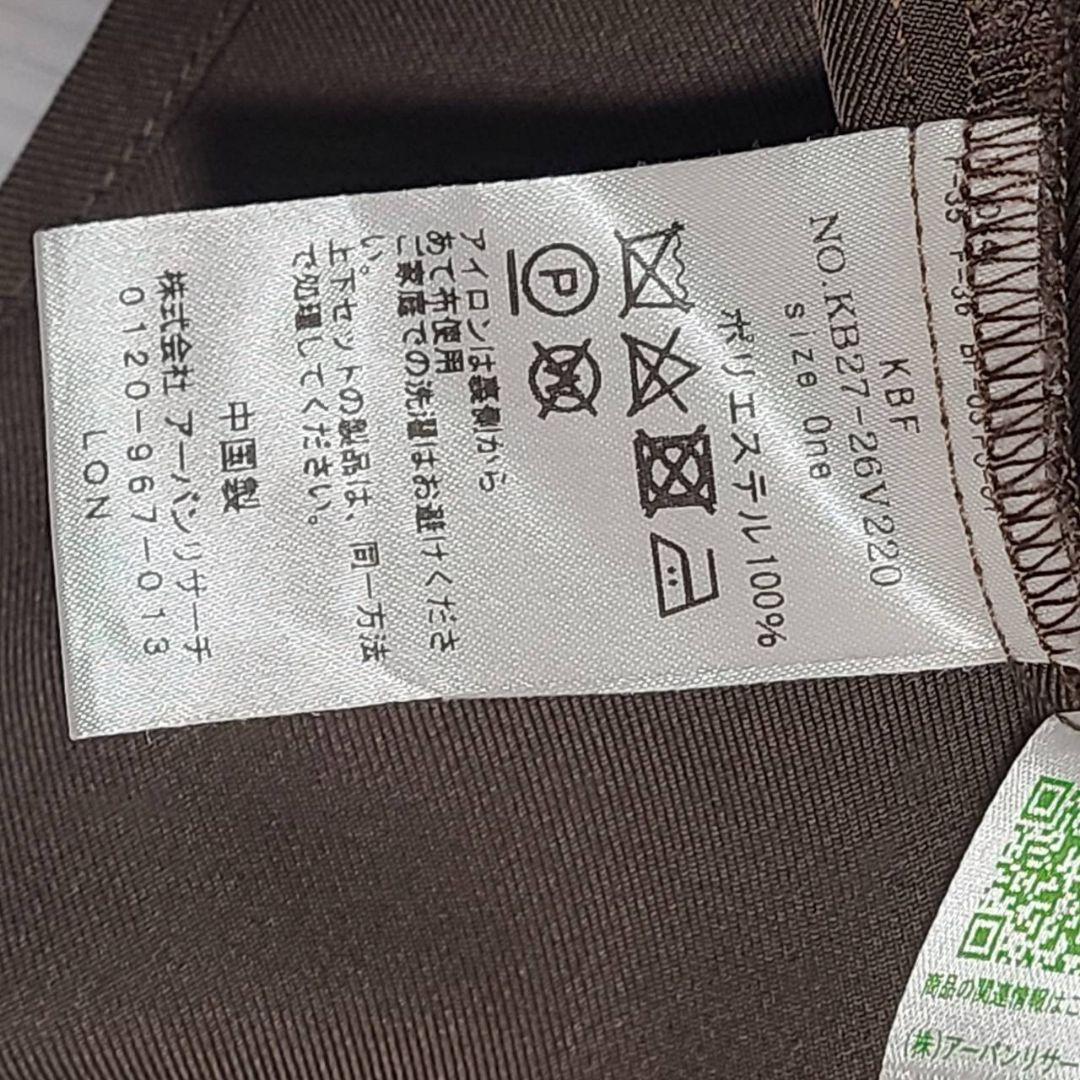 KBF
NO.KB27-26V220
size One
ポリエステル100%
P
W
アイロンは裏側から
あて布使用
ご家庭での洗濯はお避けくださ
い。
上下セットの製品は、同一方法
で処理してください。
中国製
株式会社 アーバンリサーチ
0120-967-013
LON
商品の関連情報はこ
(株)アーバンリサー